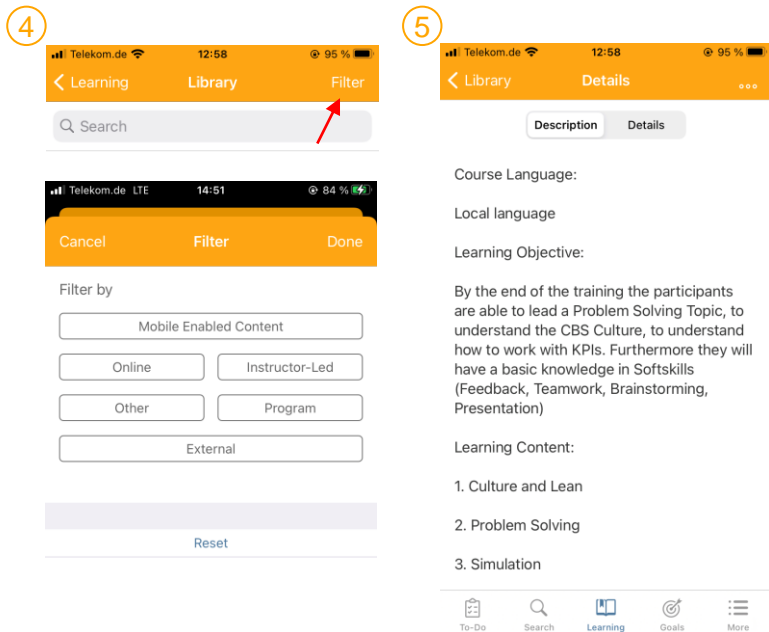 4
Telekom.de 12:58 95 %
Learning Library Filter
Search
Telekom.de LTE 14:51 84 %
Cancel Filter Done
Filter by
Mobile Enabled Content
Online Instructor-Led
Other Program
External
Reset
5
Telekom.de 12:58 95 %
Library Details
Description Details
Course Language:
Local language
Learning Objective:
By the end of the training the participants
are able to lead a Problem Solving Topic, to
understand the CBS Culture, to understand
how to work with KPIs. Furthermore they will
have a basic knowledge in Softskills
(Feedback, Teamwork, Brainstorming,
Presentation)
Learning Content:
1. Culture and Lean
2. Problem Solving
3. Simulation
To-Do Search Learning Goals More